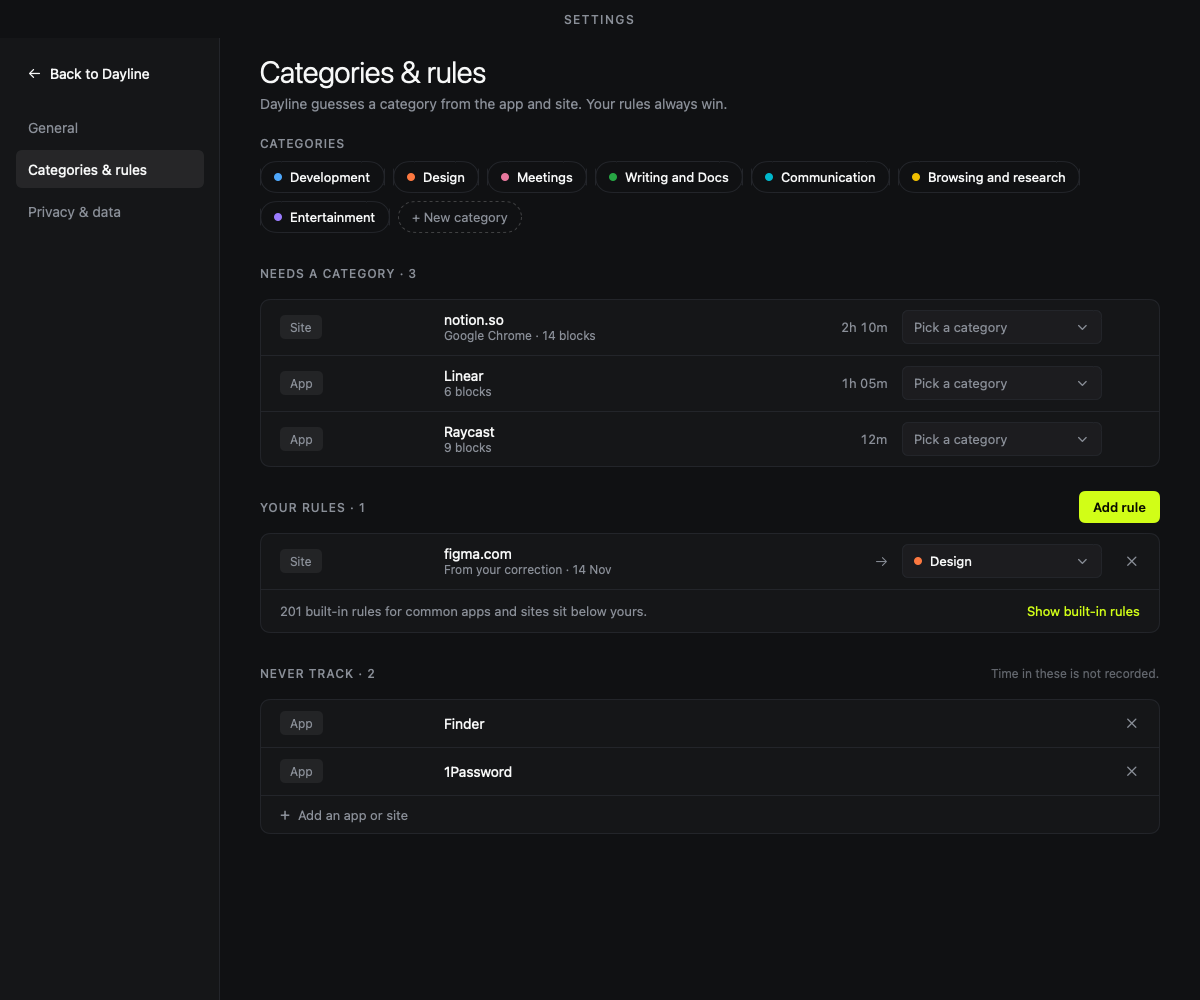 SETTINGS
← Back to Dayline
General
Categories & rules
Privacy & data
Categories & rules
Dayline guesses a category from the app and site. Your rules always win.
CATEGORIES
Development
Design
Meetings
Writing and Docs
Communication
Browsing and research
Entertainment
+ New category
NEEDS A CATEGORY · 3
Site
notion.so
Google Chrome · 14 blocks
2h 10m
Pick a category
App
Linear
6 blocks
1h 05m
Pick a category
App
Raycast
9 blocks
12m
Pick a category
YOUR RULES · 1
Add rule
Site
figma.com
From your correction · 14 Nov
→
Design
201 built-in rules for common apps and sites sit below yours.
Show built-in rules
NEVER TRACK · 2
Time in these is not recorded.
App
Finder
App
1Password
+ Add an app or site